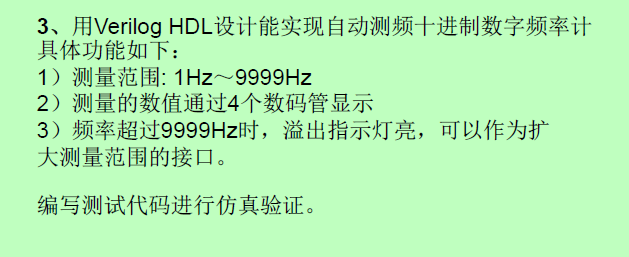 3、用Verilog HDL设计能实现自动测频十进制数字频率计
具体功能如下：
1）测量范围: 1Hz～9999Hz
2）测量的数值通过4个数码管显示
3）频率超过9999Hz时，溢出指示灯亮，可以作为扩
大测量范围的接口。
编写测试代码进行仿真验证。